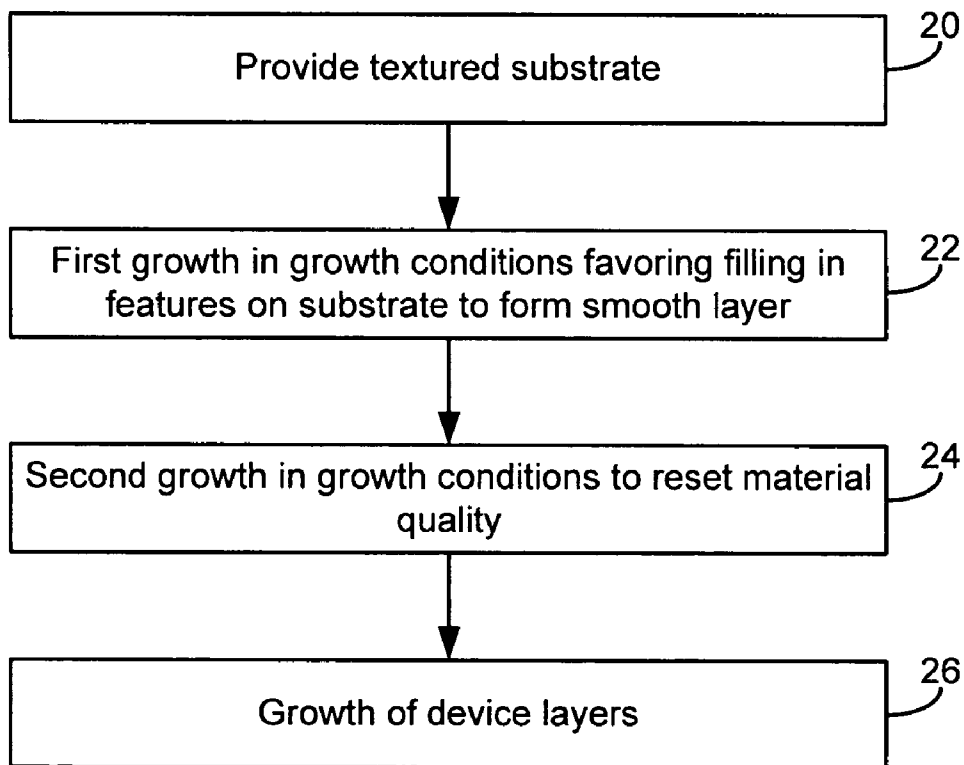 20
Provide textured substrate
22
First growth in growth conditions favoring filling in
features on substrate to form smooth layer
24
Second growth in growth conditions to reset material
quality
26
Growth of device layers